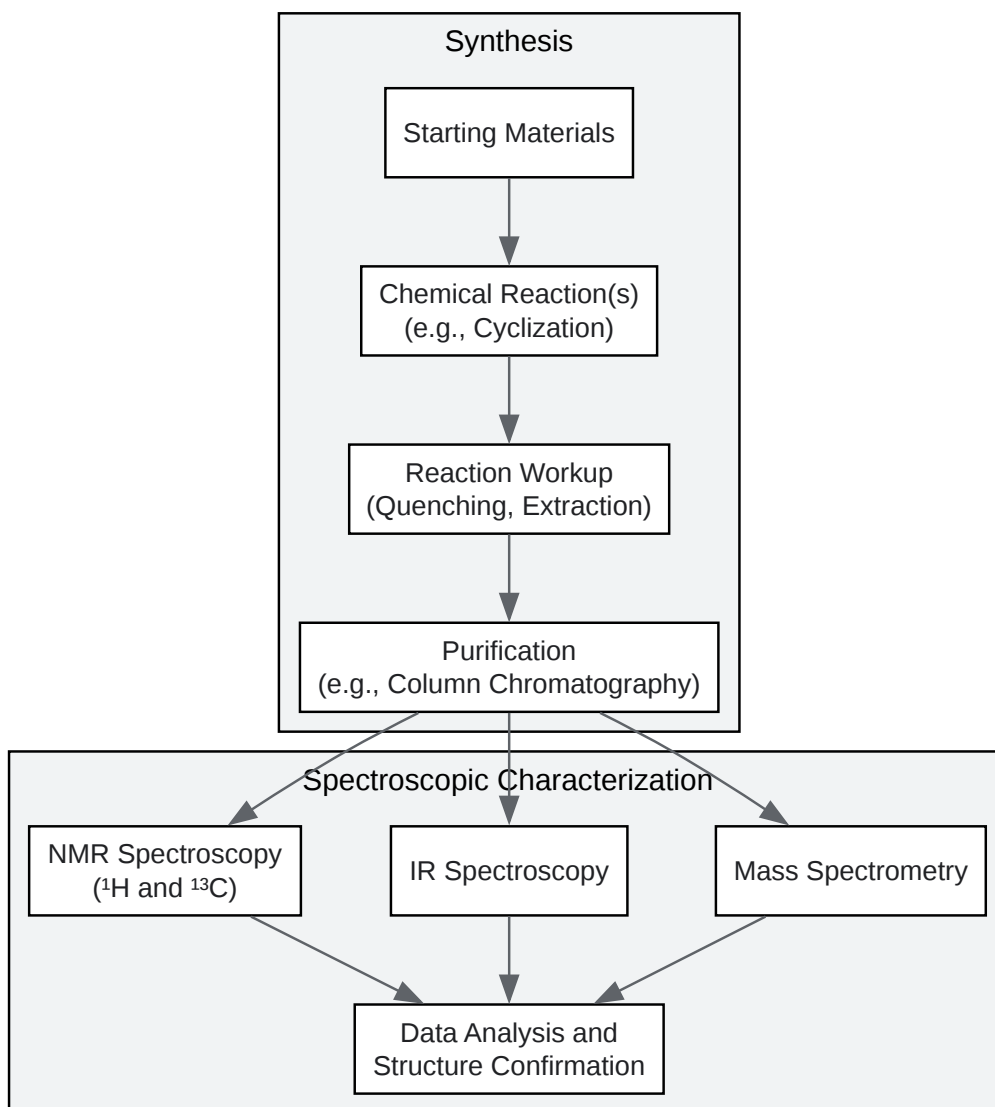 Synthesis
Starting Materials
Chemical Reaction(s)
(e.g., Cyclization)
Reaction Workup
(Quenching, Extraction)
Purification
(e.g., Column Chromatography)
Spectroscopic Characterization
NMR Spectroscopy
(¹H and ¹³C)
IR Spectroscopy
Mass Spectrometry
Data Analysis and
Structure Confirmation